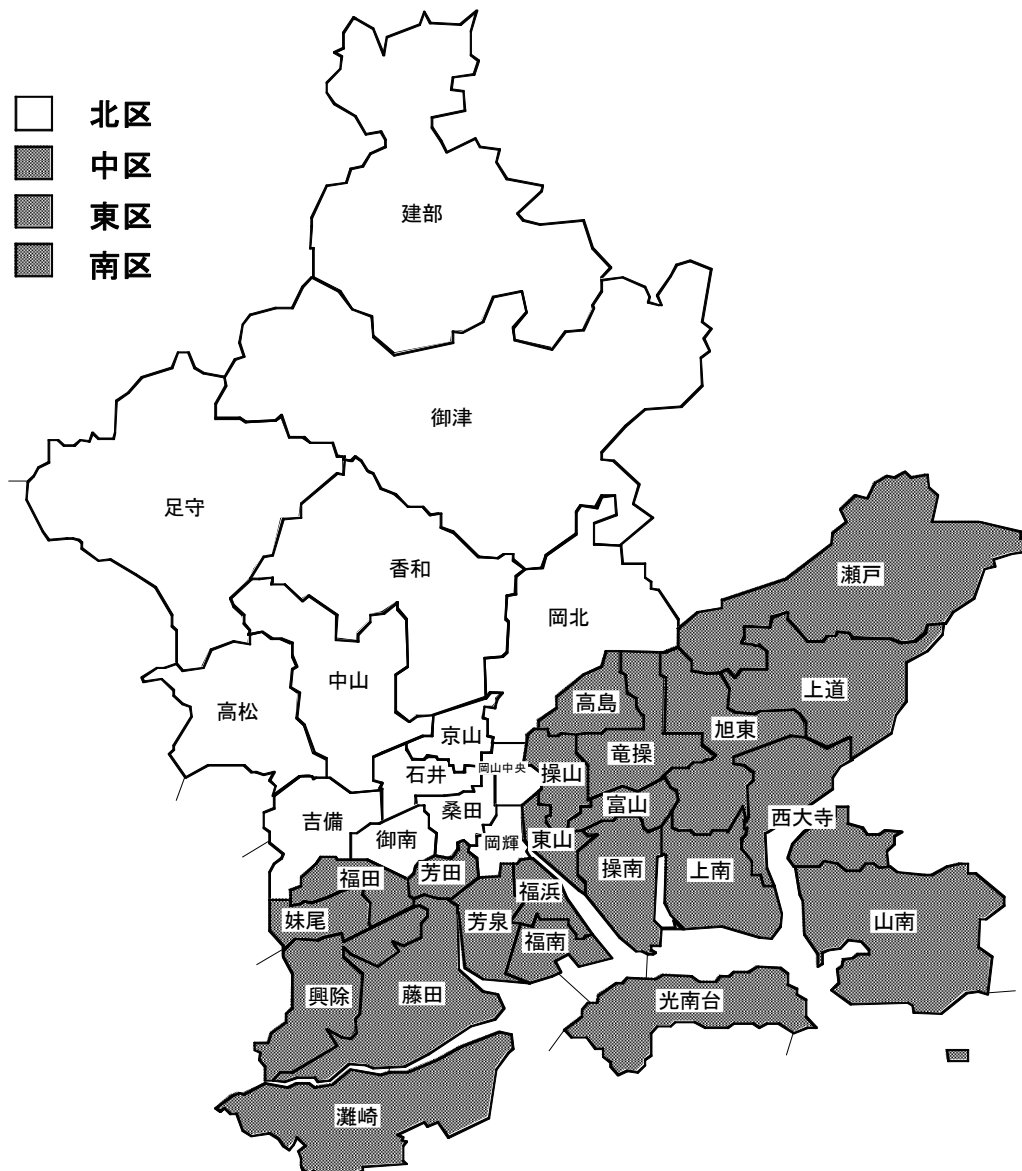 北区
中区
東区
南区
建部
御津
足守
香和
瀬戸
岡北
中山
上道
高松
高島
旭東
京山
竜操
岡山中央
操山
石井
富山
桑田
西大寺
吉備
御南
岡輝
東山
操南
上南
芳田
福田
福浜
妹尾
芳泉
山南
福南
興除
藤田
光南台
灘崎